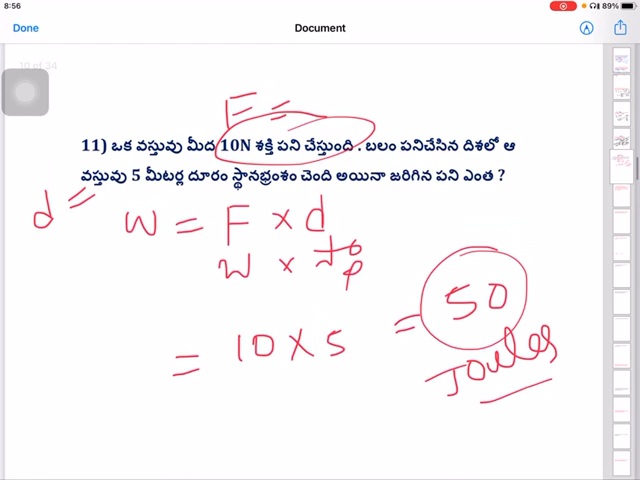 8:56
89%
Done
Document
10 of 34
F =
11) ఒక వస్తువు మీద 10N శక్తి పని చేస్తుంది . బలం పనిచేసిన దిశలో ఆ
వస్తువు 5 మీటర్ల దూరం స్థానభ్రంశం చెంది అయినా జరిగిన పని ఎంత ?
d =
W = F × d
= 10 × 5
= 50
Joules